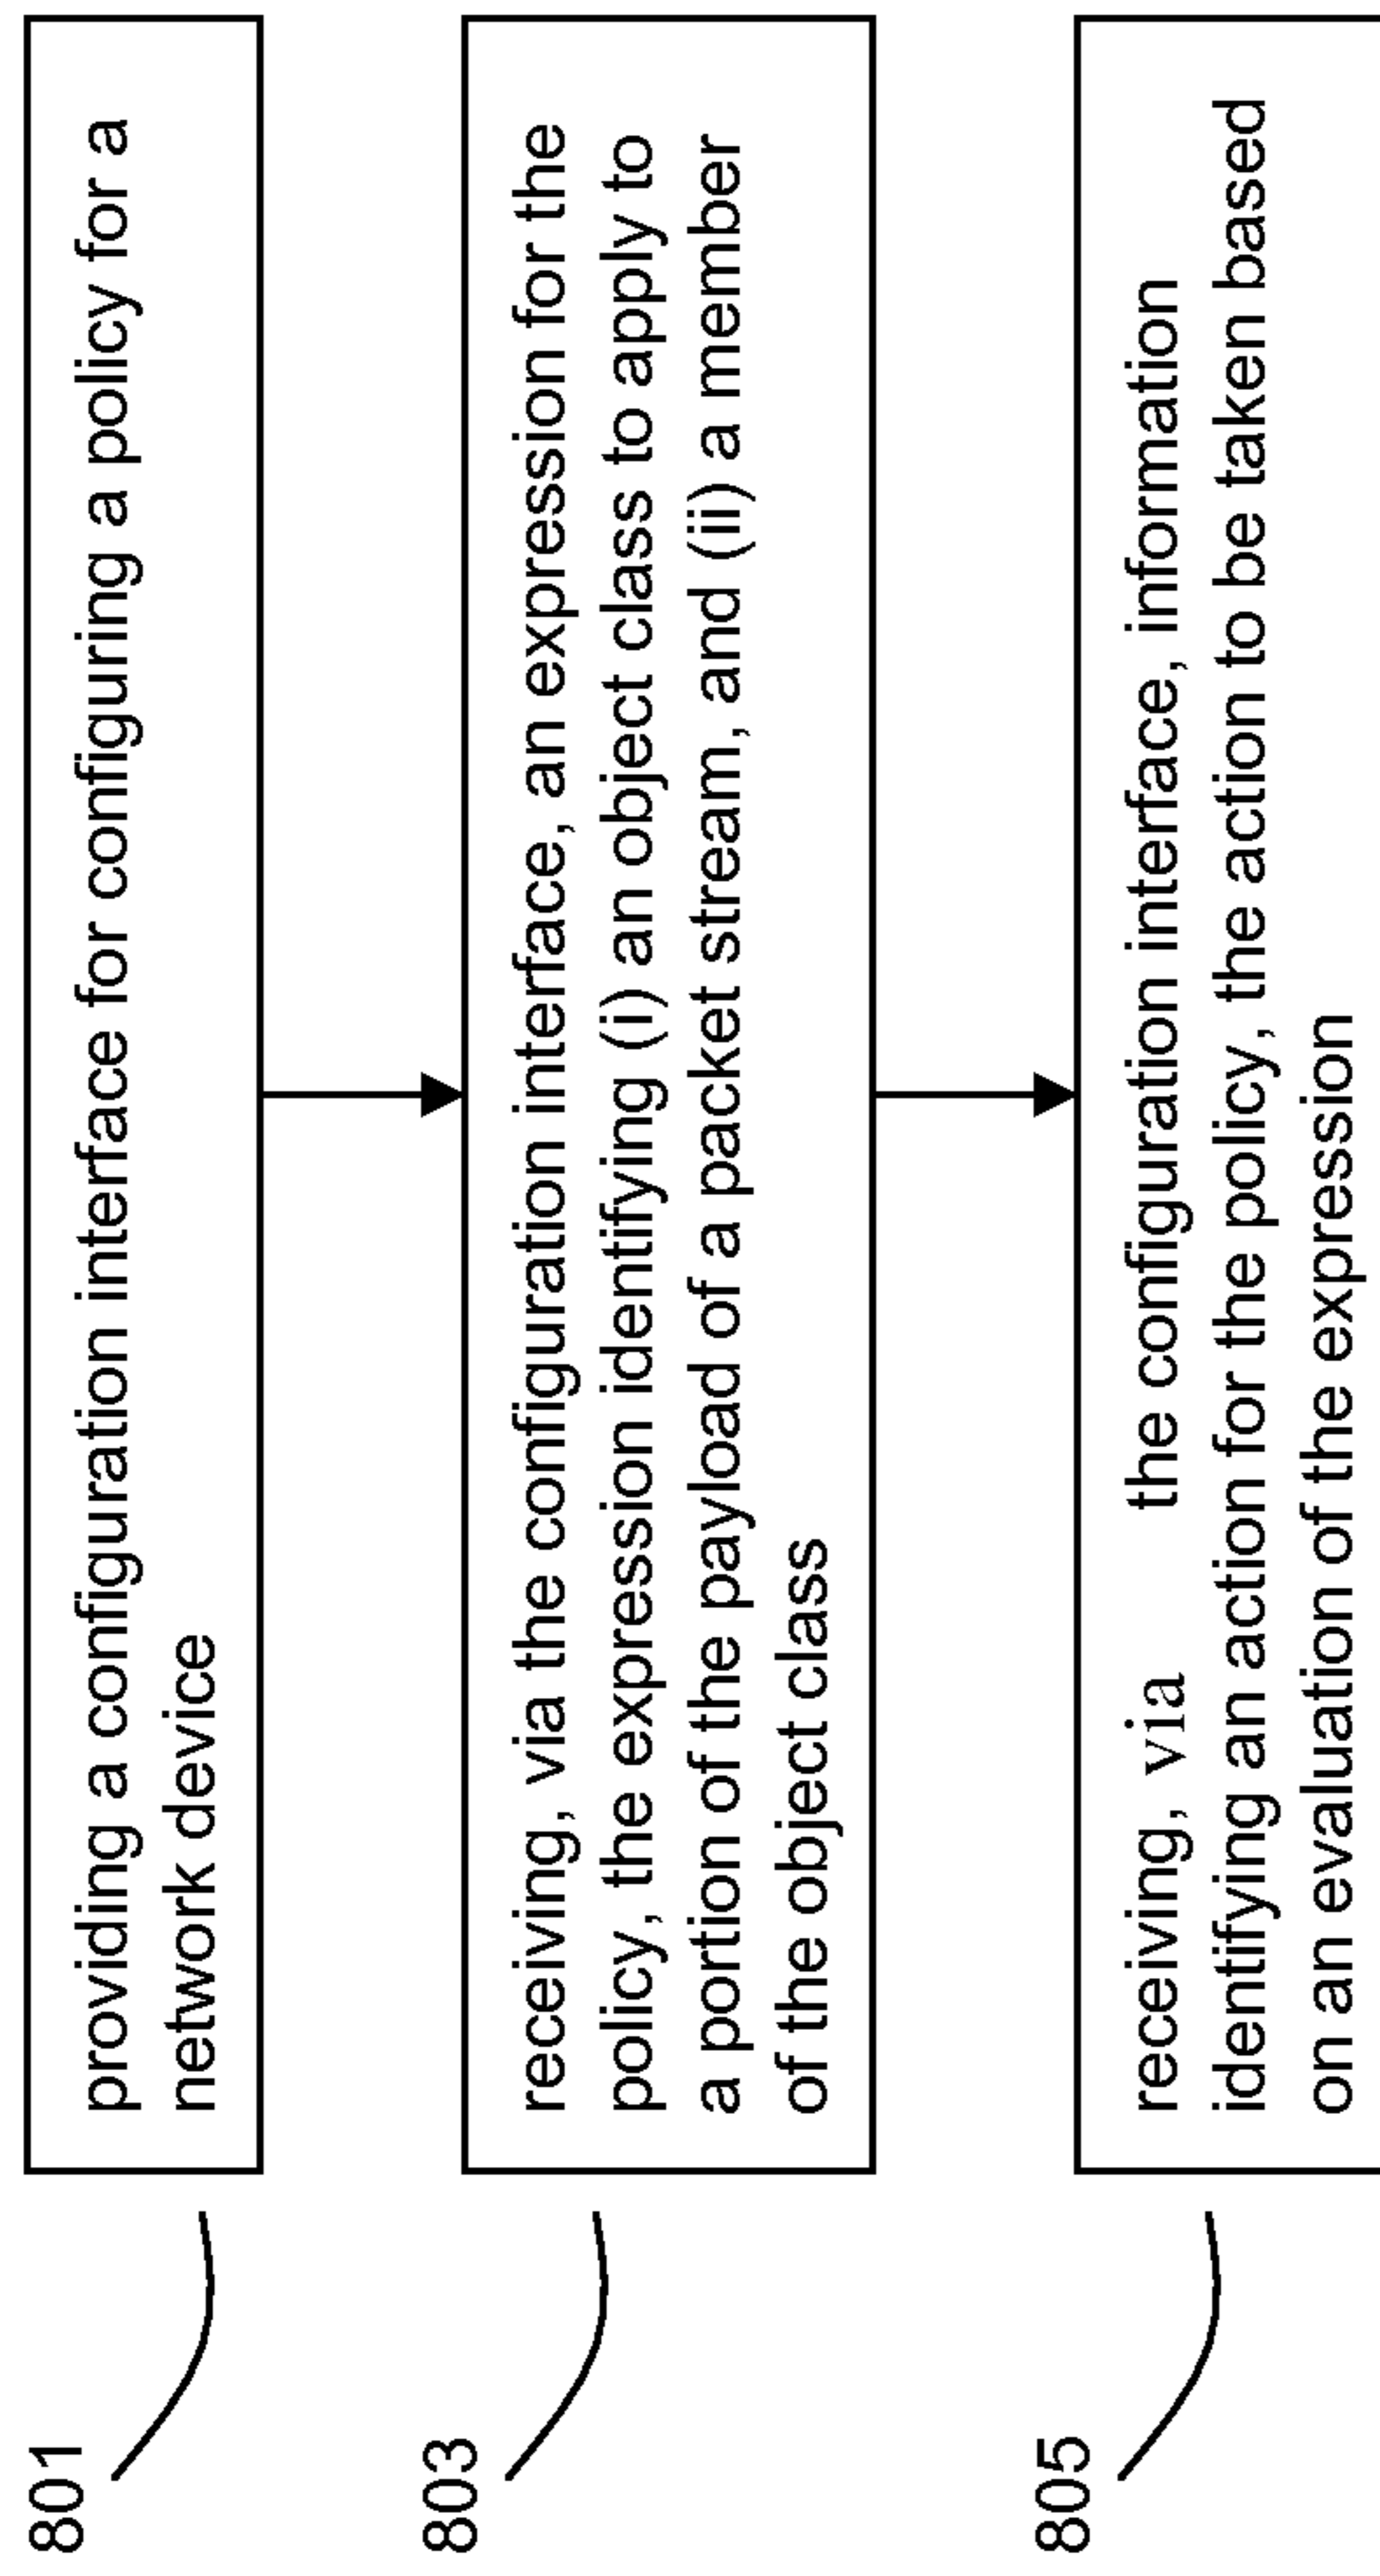 801
providing a configuration interface for configuring a policy for a
network device
803
receiving, via the configuration interface, an expression for the
policy, the expression identifying (i) an object class to apply to
a portion of the payload of a packet stream, and (ii) a member
of the object class
805
receiving, via the configuration interface, information
identifying an action for the policy, the action to be taken based
on an evaluation of the expression